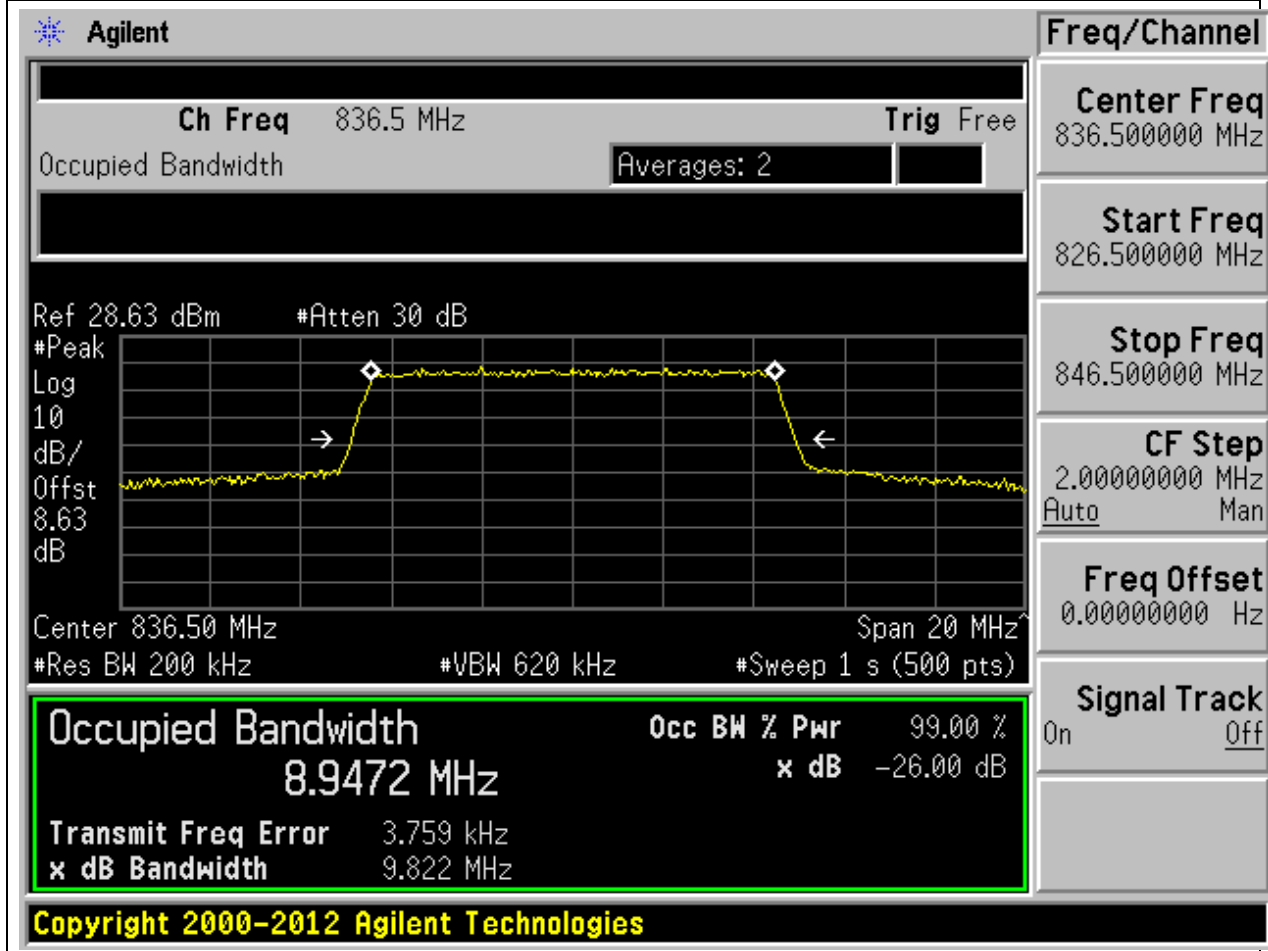 Agilent
Freq/Channel
Ch Freq 836.5 MHz Trig Free
Occupied Bandwidth Averages: 2
Center Freq
836.500000 MHz
Start Freq
826.500000 MHz
Stop Freq
846.500000 MHz
CF Step
2.00000000 MHz
Auto Man
Freq Offset
0.00000000 Hz
Signal Track
On Off
Ref 28.63 dBm #Atten 30 dB
#Peak
Log
10
dB/
Offst
8.63
dB
Center 836.50 MHz Span 20 MHz^
#Res BW 200 kHz #VBW 620 kHz #Sweep 1 s (500 pts)
Occupied Bandwidth Occ BW % Pwr 99.00 %
8.9472 MHz x dB -26.00 dB
Transmit Freq Error 3.759 kHz
x dB Bandwidth 9.822 MHz
Copyright 2000-2012 Agilent Technologies